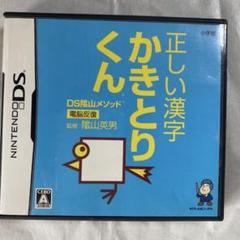 小学館
正しい漢字
かきとり
くん
DS陰山メソッド
電脳反復
監修 陰山英男
NINTENDO DS
CERO
A